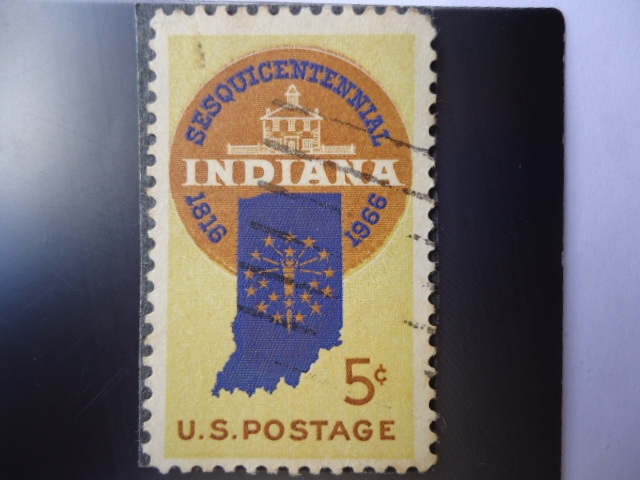 SESQUICENTENNIAL
INDIANA
1816 1966
5¢
U.S. POSTAGE